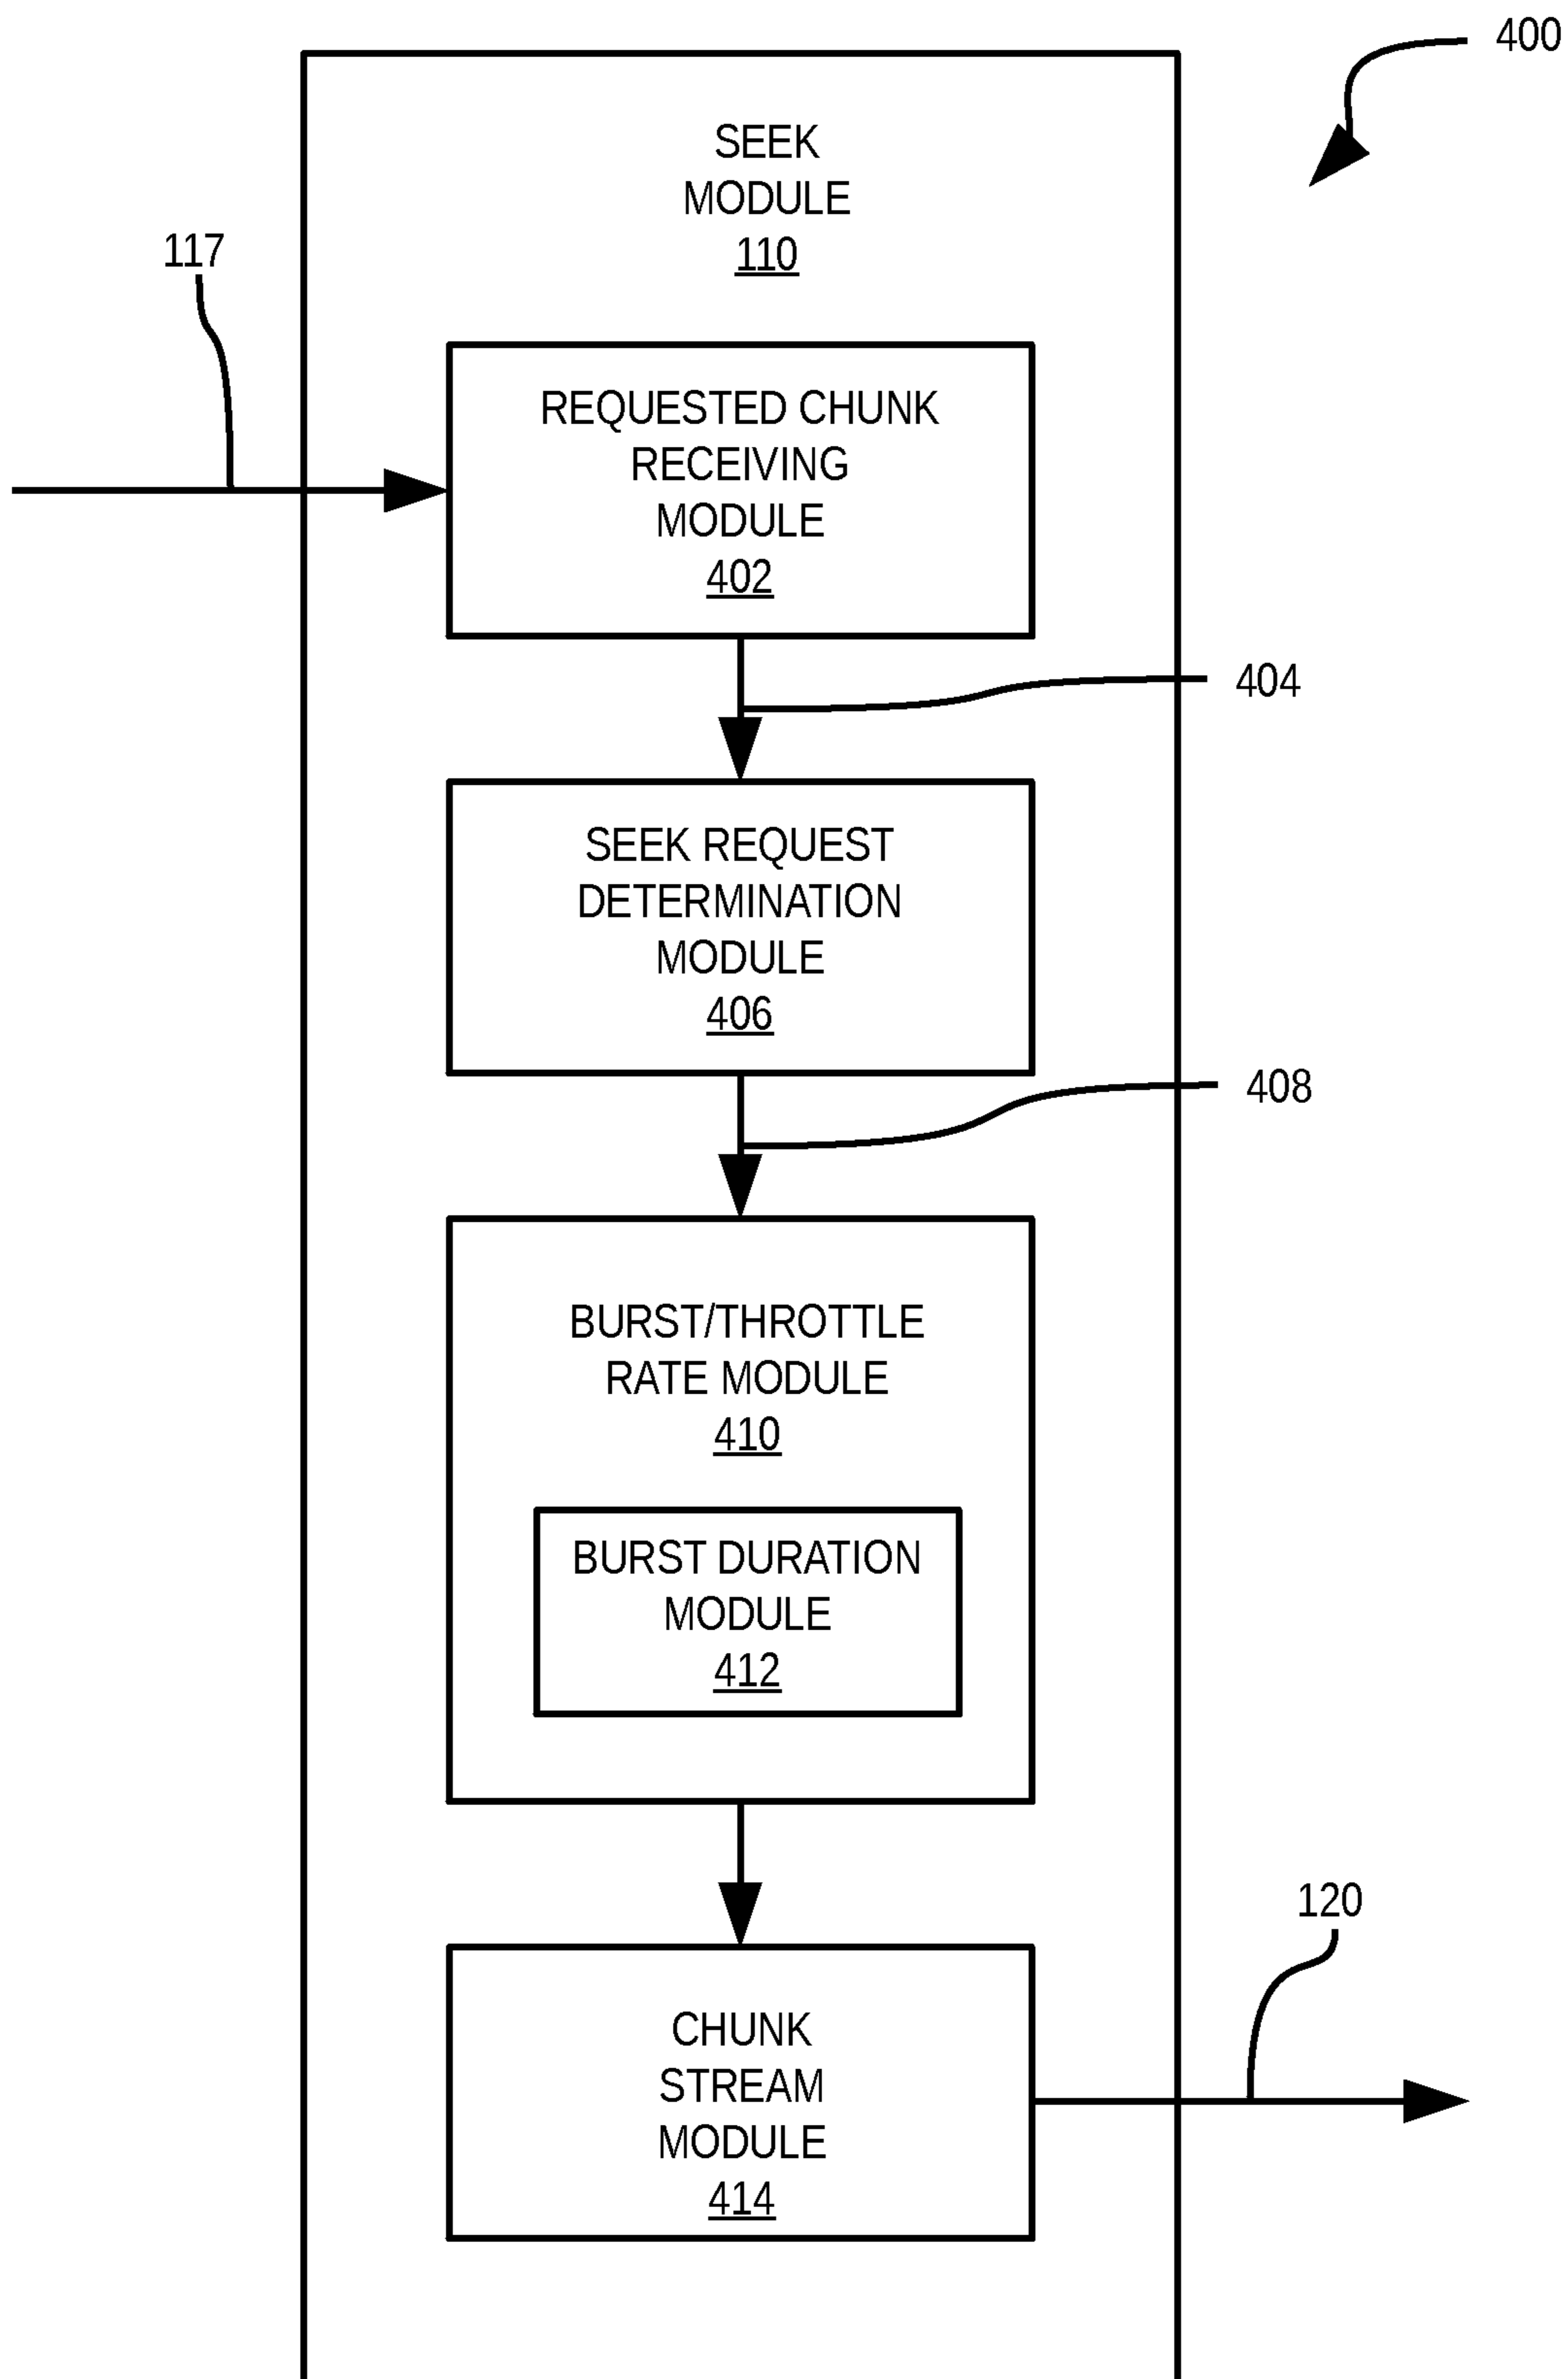 400
SEEK
MODULE
110
117
REQUESTED CHUNK
RECEIVING
MODULE
402
404
SEEK REQUEST
DETERMINATION
MODULE
406
408
BURST/THROTTLE
RATE MODULE
410
BURST DURATION
MODULE
412
120
CHUNK
STREAM
MODULE
414